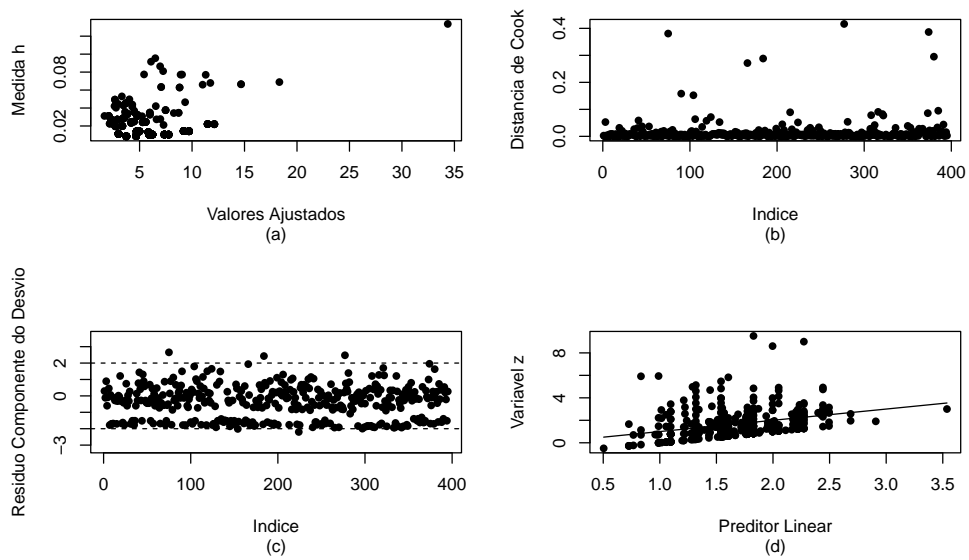 Medida h
0.02
0.08
5 10 15 20 25 30 35
Valores Ajustados
(a)
Distancia de Cook
0.0
0.2
0.4
0 100 200 300 400
Indice
(b)
Residuo Componente do Desvio
−3
0
2
0 100 200 300 400
Indice
(c)
Variavel z
0
4
8
0.5 1.0 1.5 2.0 2.5 3.0 3.5
Preditor Linear
(d)